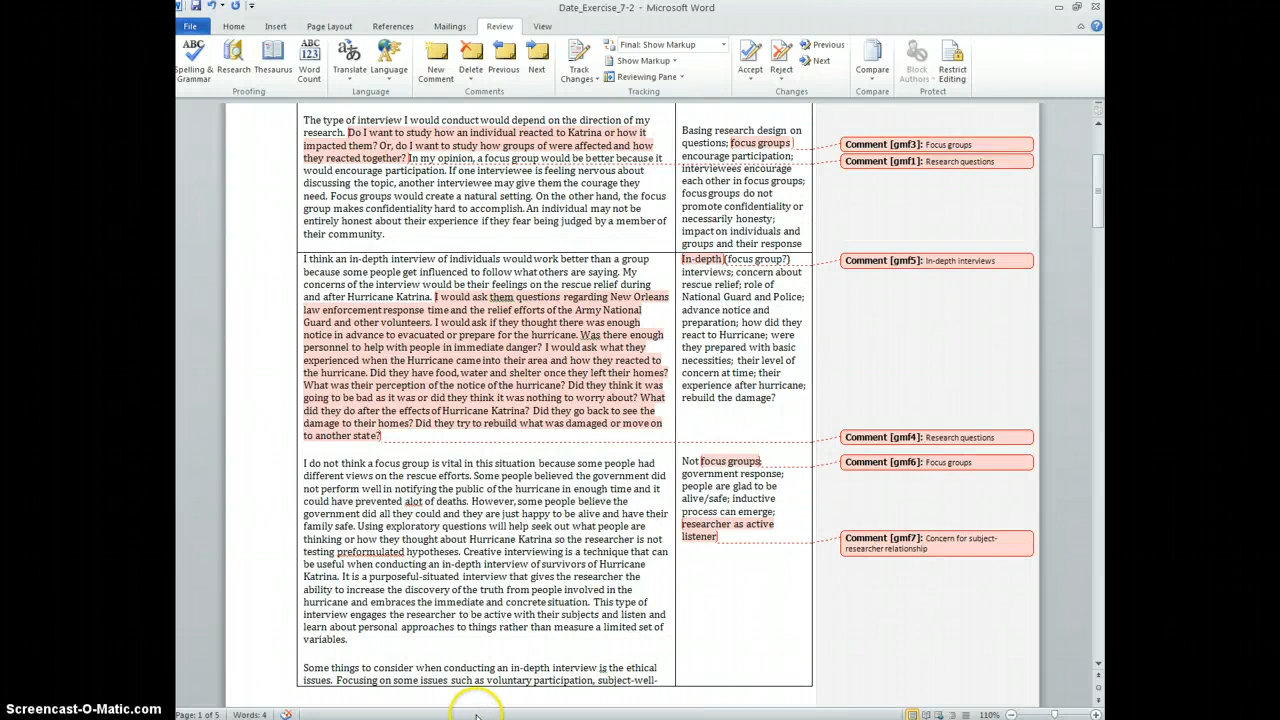 Date_Exercise_7-2 - Microsoft Word
File Home Insert Page Layout References Mailings Review View
Spelling & Grammar
Research
Thesaurus
Word Count
Proofing
Translate
Language
Language
New Comment
Delete
Previous
Next
Comments
Track Changes
Final: Show Markup
Show Markup
Reviewing Pane
Tracking
Accept
Reject
Previous
Next
Changes
Compare
Compare
Block Authors
Restrict Editing
Protect
The type of interview I would conduct would depend on the direction of my
research. Do I want to study how an individual reacted to Katrina or how it
impacted them? Or, do I want to study how groups of were affected and how
they reacted together? In my opinion, a focus group would be better because it
would encourage participation. If one interviewee is feeling nervous about
discussing the topic, another interviewee may give them the courage they
need. Focus groups would create a natural setting. On the other hand, the focus
group makes confidentiality hard to accomplish. An individual may not be
entirely honest about their experience if they fear being judged by a member of
their community.
Basing research design on
questions; focus groups
encourage participation;
interviewees encourage
each other in focus groups;
focus groups do not
promote confidentiality or
necessarily honesty;
impact on individuals and
groups and their response
Comment [gmf3]: Focus groups
Comment [gmf1]: Research questions
I think an in-depth interview of individuals would work better than a group
because some people get influenced to follow what others are saying. My
concerns of the interview would be their feelings on the rescue relief during
and after Hurricane Katrina. I would ask them questions regarding New Orleans
law enforcement response time and the relief efforts of the Army National
Guard and other volunteers. I would ask if they thought there was enough
notice in advance to evacuated or prepare for the hurricane. Was there enough
personnel to help with people in immediate danger? I would ask what they
experienced when the Hurricane came into their area and how they reacted to
the hurricane. Did they have food, water and shelter once they left their homes?
What was their perception of the notice of the hurricane? Did they think it was
going to be bad as it was or did they think it was nothing to worry about? What
did they do after the effects of Hurricane Katrina? Did they go back to see the
damage to their homes? Did they try to rebuild what was damaged or move on
to another state?
In-depth (focus group?)
interviews; concern about
rescue relief; role of
National Guard and Police;
advance notice and
preparation; how did they
react to Hurricane; were
they prepared with basic
necessities; their level of
concern at time; their
experience after hurricane;
rebuild the damage?
Comment [gmf5]: In-depth interviews
Comment [gmf4]: Research questions
I do not think a focus group is vital in this situation because some people had
different views on the rescue efforts. Some people believed the government did
not perform well in notifying the public of the hurricane in enough time and it
could have prevented alot of deaths. However, some people believe the
government did all they could and they are just happy to be alive and have their
family safe. Using exploratory questions will help seek out what people are
thinking or how they thought about Hurricane Katrina so the researcher is not
testing preformulated hypotheses. Creative interviewing is a technique that can
be useful when conducting an in-depth interview of survivors of Hurricane
Katrina. It is a purposeful-situated interview that gives the researcher the
ability to increase the discovery of the truth from people involved in the
hurricane and embraces the immediate and concrete situation. This type of
interview engages the researcher to be active with their subjects and listen and
learn about personal approaches to things rather than measure a limited set of
variables.
Not focus groups;
government response;
people are glad to be
alive/safe; inductive
process can emerge;
researcher as active
listener
Comment [gmf6]: Focus groups
Comment [gmf7]: Concern for subject-
researcher relationship
Some things to consider when conducting an in-depth interview is the ethical
issues. Focusing on some issues such as voluntary participation, subject-well-
Page: 1 of 5 Words: 4
110%
Screencast-O-Matic.com